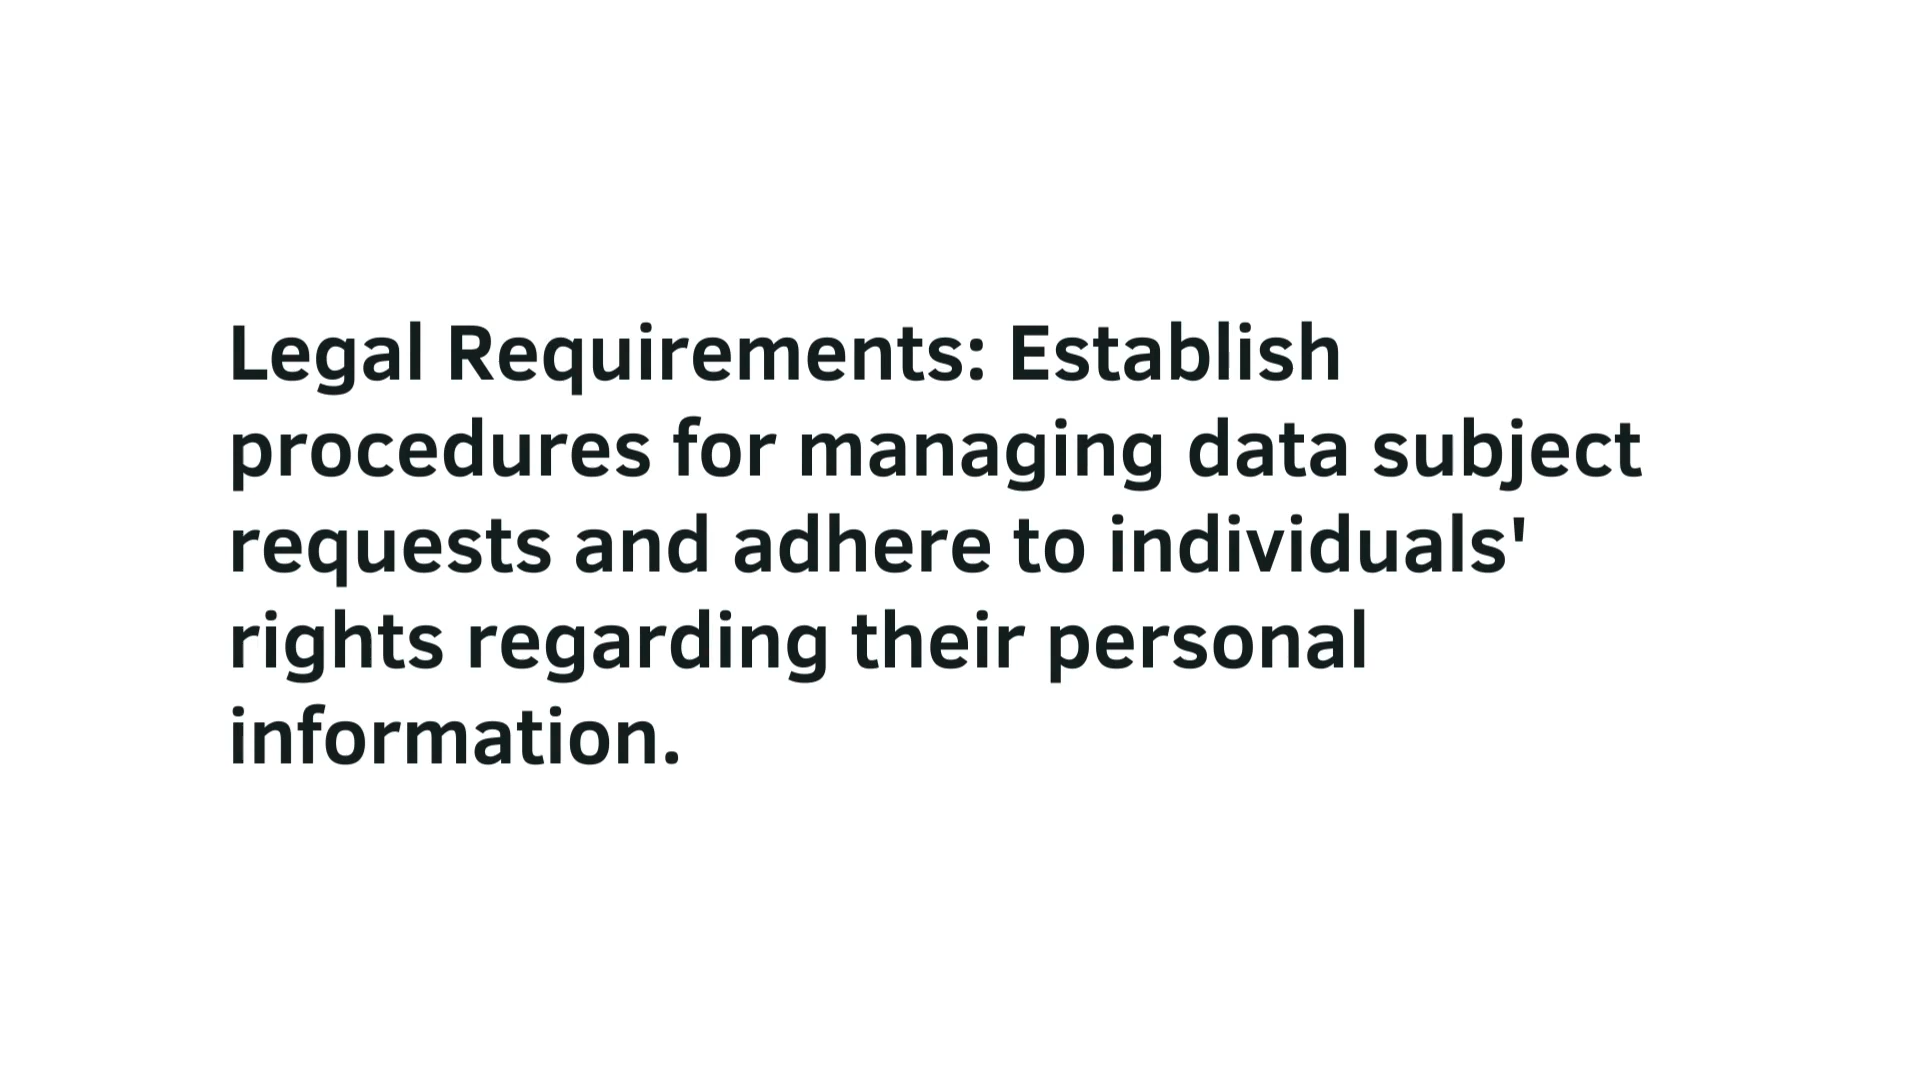 Legal Requirements: Establish
procedures for managing data subject
requests and adhere to individuals'
rights regarding their personal
information.